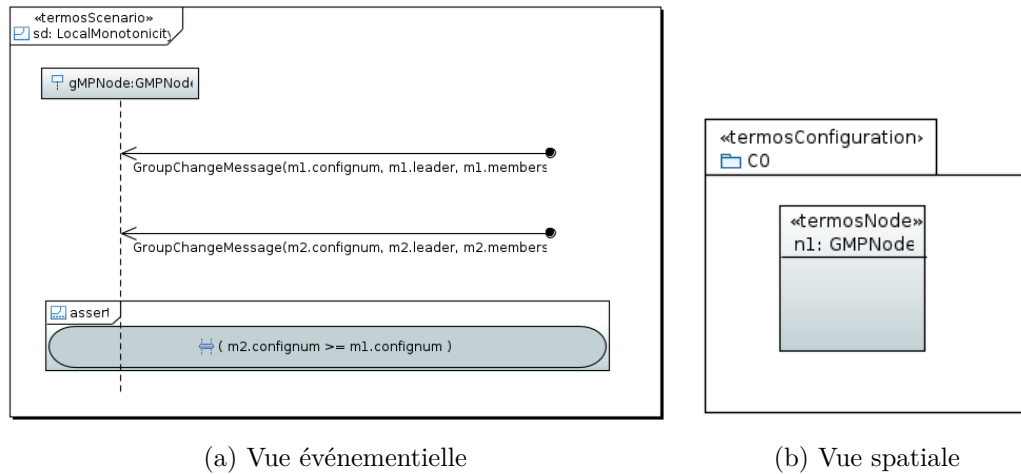 «termosScenario»
sd: LocalMonotonicity
gMPNode:GMPNode
GroupChangeMessage(m1.confignum, m1.leader, m1.members
GroupChangeMessage(m2.confignum, m2.leader, m2.members
assert
( m2.confignum >= m1.confignum )
(a) Vue événementielle
«termosConfiguration»
C0
«termosNode»
n1: GMPNode
(b) Vue spatiale